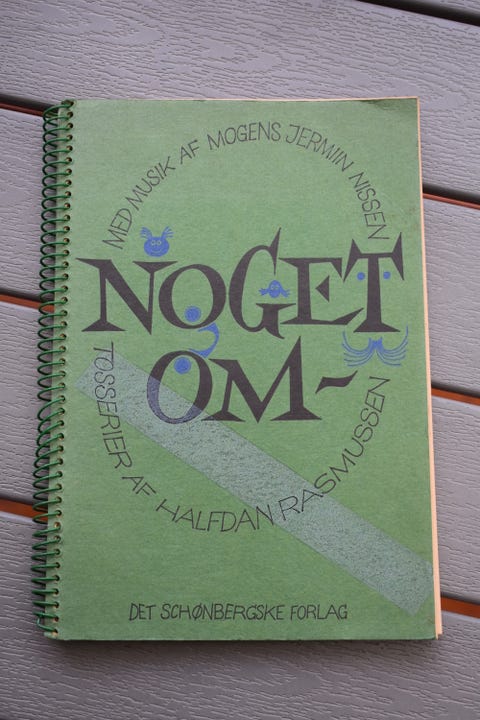 MED MUSIK AF MOGENS JERMIIN NISSEN
NOGET
OM-
TOSSERIER AF HALFDAN RASMUSSEN
DET SCHØNBERGSKE FORLAG